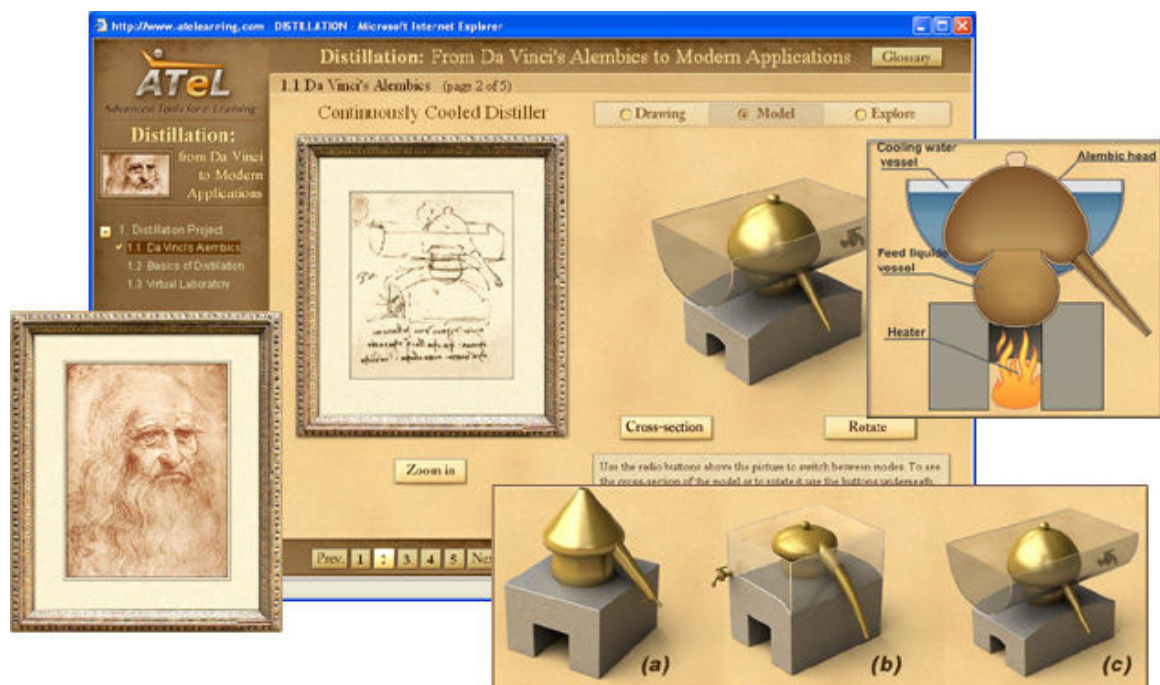 http://www.atelearning.com - DISTILLATION - Microsoft Internet Explorer
ATeL
Advanced Tools for e-Learning
Distillation: From Da Vinci's Alembics to Modern Applications
Glossary
1.1 Da Vinci's Alembics (page 2 of 5)
Distillation:
from Da Vinci
to Modern
Applications
1. Distillation Project
1.1 Da Vinci's Alembics
1.2 Basics of Distillation
1.3 Virtual Laboratory
Continuously Cooled Distiller
Drawing
Model
Explore
Zoom in
Cross-section
Rotate
Use the radio buttons above the picture to switch between modes. To see
the cross-section of the model or to rotate it use the buttons underneath
Prev. 1 2 3 4 5
Cooling water
vessel
Alembic head
Feed liquide
vessel
Heater
(a)
(b)
(c)